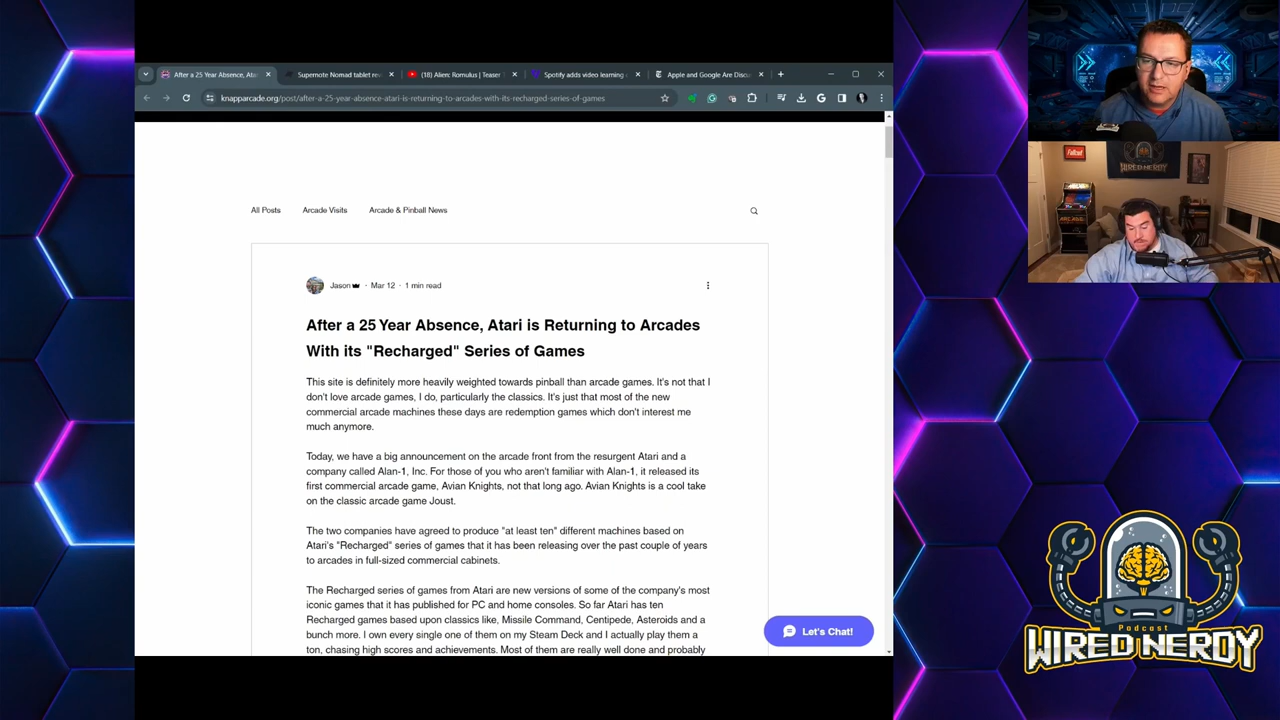 After a 25 Year Absence, Ata
Supernote Nomad tablet re
(18) Alien: Romulus | Teaser
Spotify adds video learning
Apple and Google Are Disc
knapparcade.org/post/after-a-25-year-absence-atari-is-returning-to-arcades-with-its-recharged-series-of-games
All Posts
Arcade Visits
Arcade & Pinball News
Jason
· Mar 12 · 1 min read
After a 25 Year Absence, Atari is Returning to Arcades
With its "Recharged" Series of Games
This site is definitely more heavily weighted towards pinball than arcade games. It's not that I
don't love arcade games, I do, particularly the classics. It's just that most of the new
commercial arcade machines these days are redemption games which don't interest me
much anymore.
Today, we have a big announcement on the arcade front from the resurgent Atari and a
company called Alan-1, Inc. For those of you who aren't familiar with Alan-1, it released its
first commercial arcade game, Avian Knights, not that long ago. Avian Knights is a cool take
on the classic arcade game Joust.
The two companies have agreed to produce "at least ten" different machines based on
Atari's "Recharged" series of games that it has been releasing over the past couple of years
to arcades in full-sized commercial cabinets.
The Recharged series of games from Atari are new versions of some of the company's most
iconic games that it has published for PC and home consoles. So far Atari has ten
Recharged games based upon classics like, Missile Command, Centipede, Asteroids and a
bunch more. I own every single one of them on my Steam Deck and I actually play them a
ton, chasing high scores and achievements. Most of them are really well done and probably
Let's Chat!
Fallout
WIRED NERDY
ARCADE
Podcast
WIRED NERDY